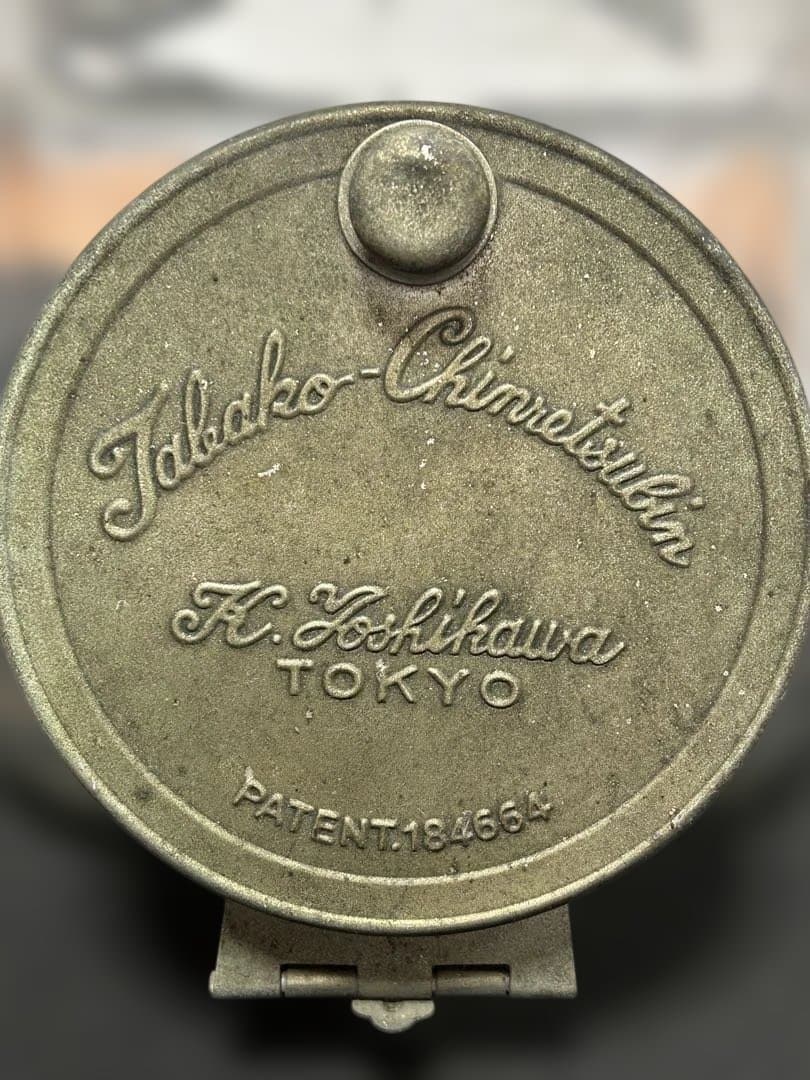 Tabako-Chinretsubin
K. Yoshikawa
TOKYO
PATENT.184664